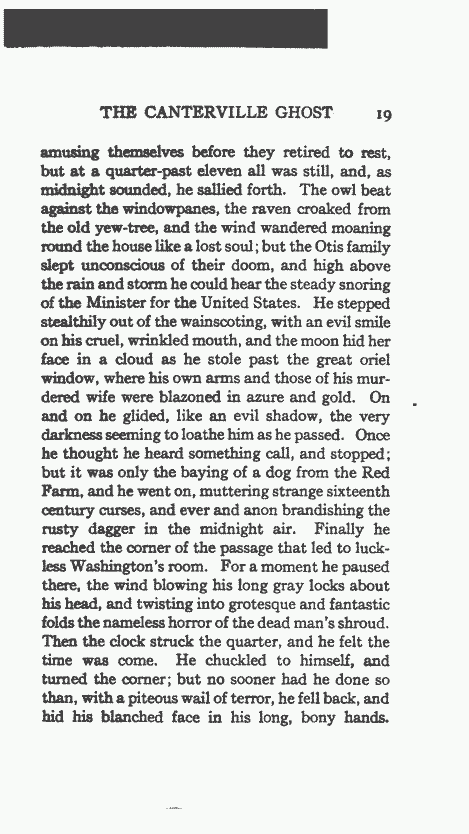 THE CANTERVILLE GHOST 19
amusing themselves before they retired to rest,
but at a quarter-past eleven all was still, and, as
midnight sounded, he sallied forth. The owl beat
against the windowpanes, the raven croaked from
the old yew-tree, and the wind wandered moaning
round the house like a lost soul; but the Otis family
slept unconscious of their doom, and high above
the rain and storm he could hear the steady snoring
of the Minister for the United States. He stepped
stealthily out of the wainscoting, with an evil smile
on his cruel, wrinkled mouth, and the moon hid her
face in a cloud as he stole past the great oriel
window, where his own arms and those of his mur-
dered wife were blazoned in azure and gold. On
and on he glided, like an evil shadow, the very
darkness seeming to loathe him as he passed. Once
he thought he heard something call, and stopped;
but it was only the baying of a dog from the Red
Farm, and he went on, muttering strange sixteenth
century curses, and ever and anon brandishing the
rusty dagger in the midnight air. Finally he
reached the corner of the passage that led to luck-
less Washington's room. For a moment he paused
there, the wind blowing his long gray locks about
his head, and twisting into grotesque and fantastic
folds the nameless horror of the dead man's shroud.
Then the clock struck the quarter, and he felt the
time was come. He chuckled to himself, and
turned the corner; but no sooner had he done so
than, with a piteous wail of terror, he fell back, and
hid his blanched face in his long, bony hands.